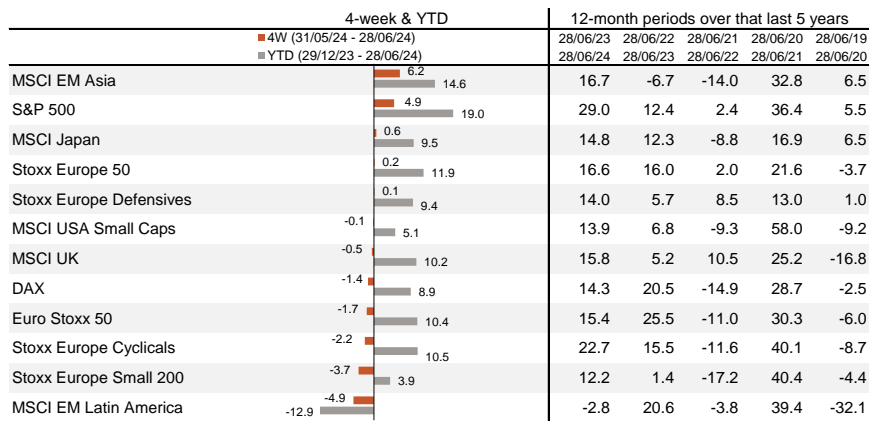 4-week & YTD 12-month periods over that last 5 years
4W (31/05/24 - 28/06/24) 28/06/23 28/06/22 28/06/21 28/06/20 28/06/19
YTD (29/12/23 - 28/06/24) 28/06/24 28/06/23 28/06/22 28/06/21 28/06/20
MSCI EM Asia 6.2 14.6 16.7 -6.7 -14.0 32.8 6.5
S&P 500 4.9 19.0 29.0 12.4 2.4 36.4 5.5
MSCI Japan 0.6 9.5 14.8 12.3 -8.8 16.9 6.5
Stoxx Europe 50 0.2 11.9 16.6 16.0 2.0 21.6 -3.7
Stoxx Europe Defensives 0.1 9.4 14.0 5.7 8.5 13.0 1.0
MSCI USA Small Caps -0.1 5.1 13.9 6.8 -9.3 58.0 -9.2
MSCI UK -0.5 10.2 15.8 5.2 10.5 25.2 -16.8
DAX -1.4 8.9 14.3 20.5 -14.9 28.7 -2.5
Euro Stoxx 50 -1.7 10.4 15.4 25.5 -11.0 30.3 -6.0
Stoxx Europe Cyclicals -2.2 10.5 22.7 15.5 -11.6 40.1 -8.7
Stoxx Europe Small 200 -3.7 3.9 12.2 1.4 -17.2 40.4 -4.4
MSCI EM Latin America -4.9 -12.9 -2.8 20.6 -3.8 39.4 -32.1